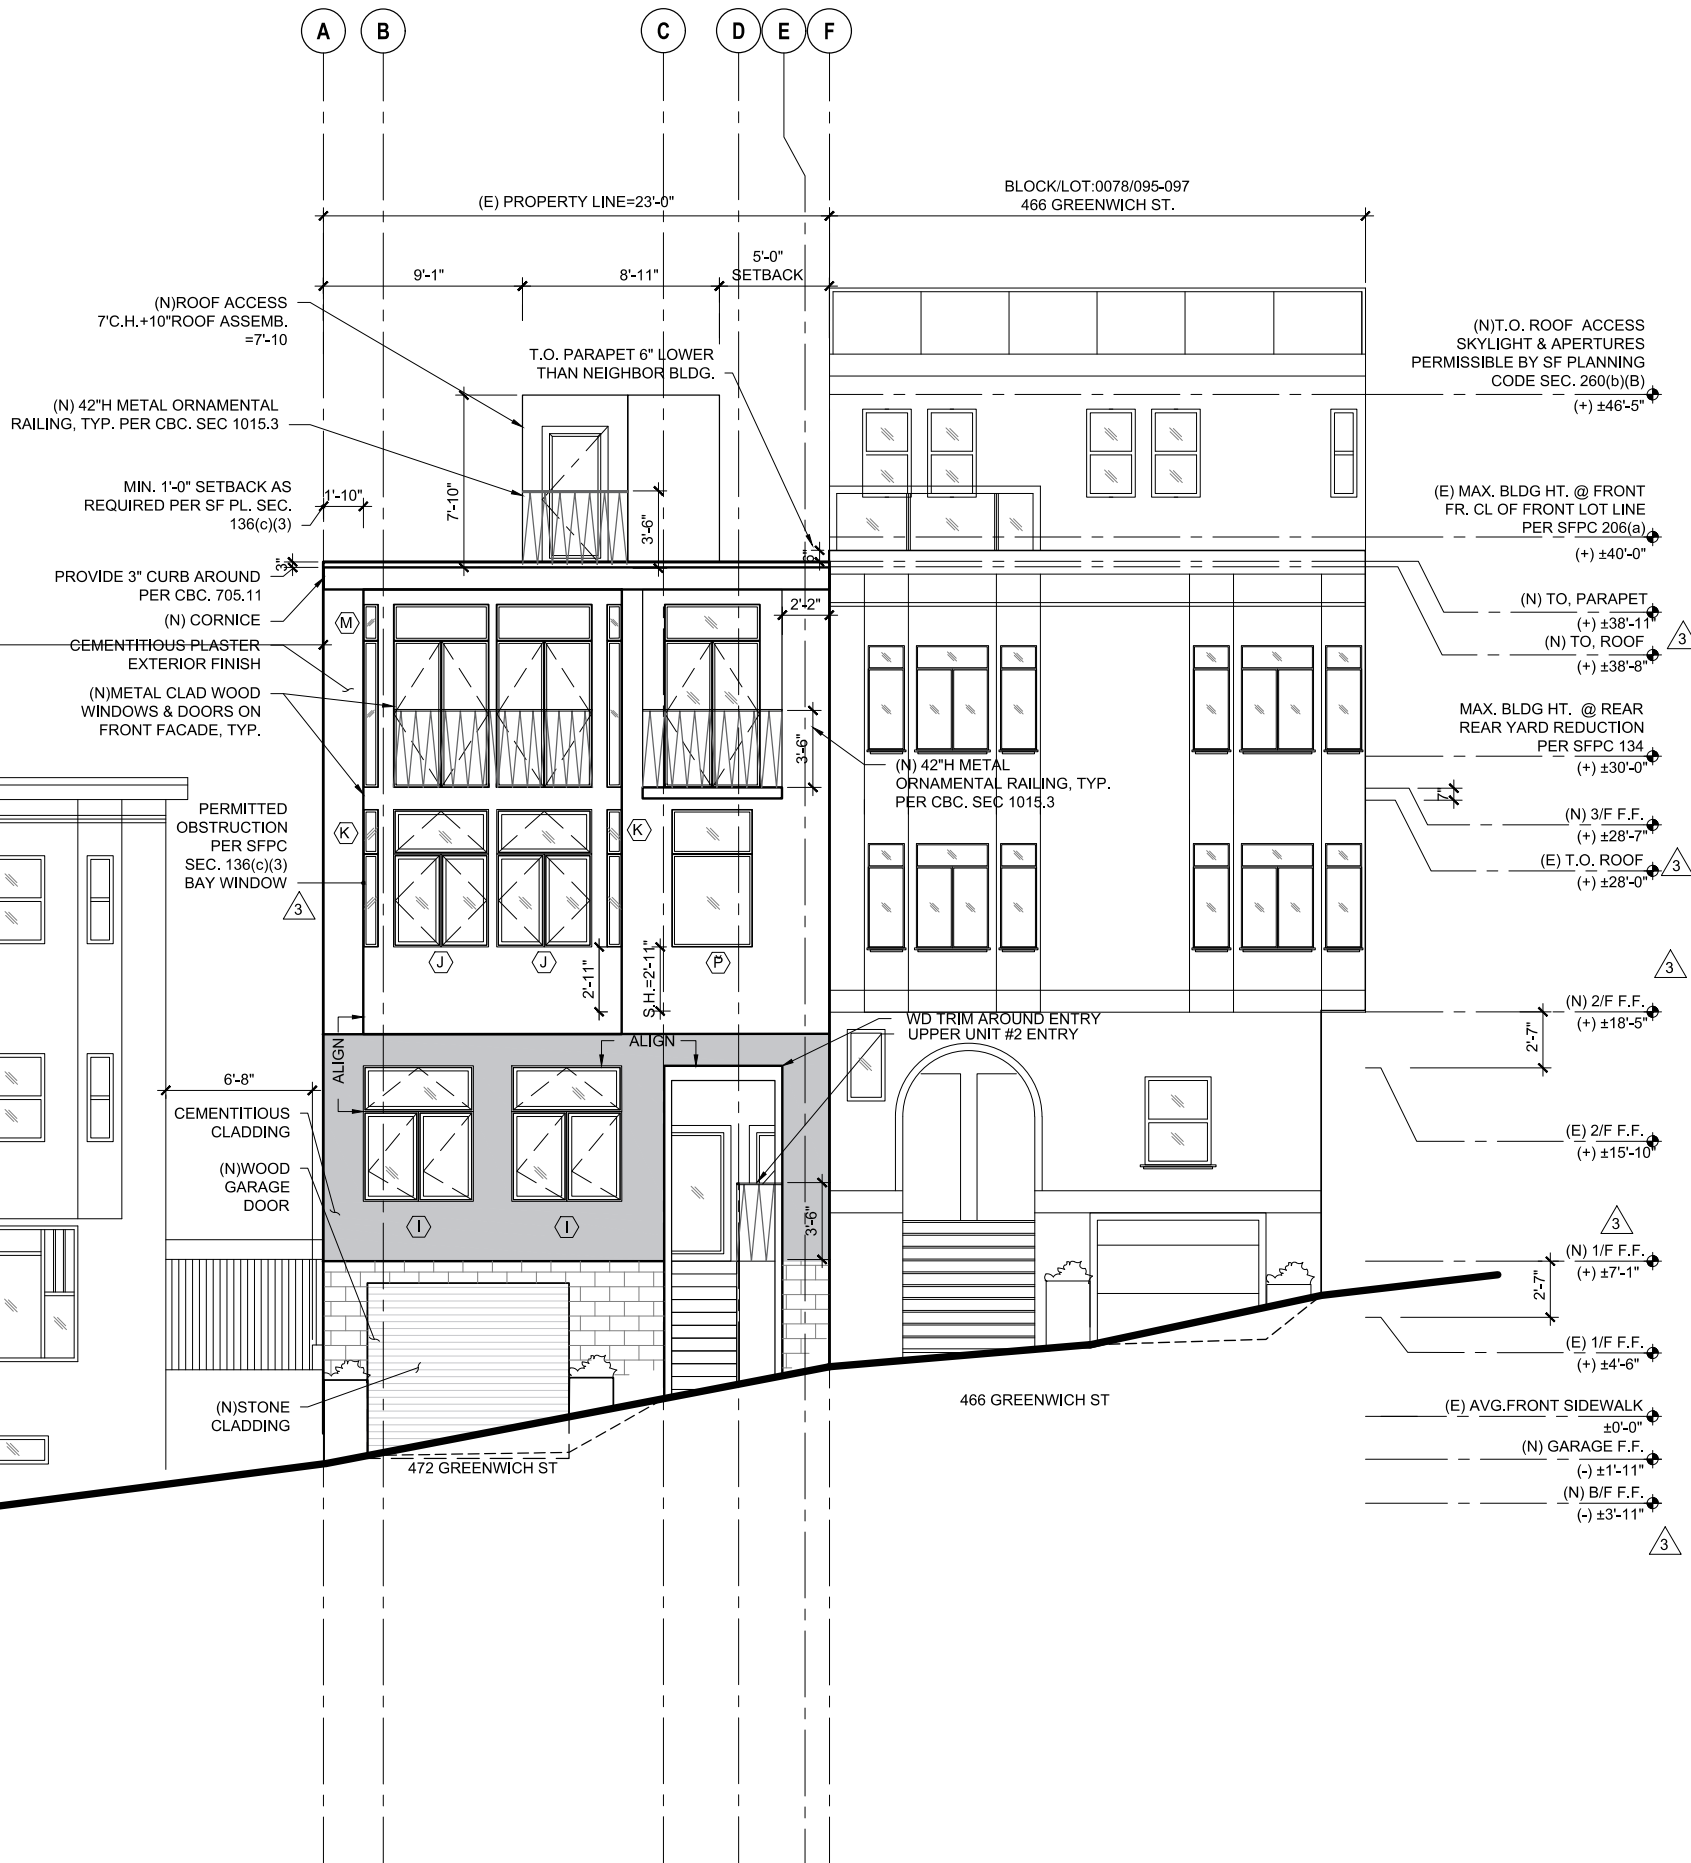 A
B
C
D
E
F
(E) PROPERTY LINE=23'-0"
BLOCK/LOT:0078/095-097
466 GREENWICH ST.
9'-1"
8'-11"
5'-0"
SETBACK
(N)ROOF ACCESS
7'C.H.+10"ROOF ASSEMB.
=7'-10
T.O. PARAPET 6" LOWER
THAN NEIGHBOR BLDG.
(N) 42"H METAL ORNAMENTAL
RAILING, TYP. PER CBC. SEC 1015.3
MIN. 1'-0" SETBACK AS
REQUIRED PER SF PL. SEC.
136(c)(3)
1'-10"
7'-10"
3'-6"
6"
3"
PROVIDE 3" CURB AROUND
PER CBC. 705.11
(N) CORNICE
CEMENTITIOUS PLASTER
EXTERIOR FINISH
(N)METAL CLAD WOOD
WINDOWS & DOORS ON
FRONT FACADE, TYP.
M
2'-2"
3'-6"
(N) 42"H METAL
ORNAMENTAL RAILING, TYP.
PER CBC. SEC 1015.3
PERMITTED
OBSTRUCTION
PER SFPC
SEC. 136(c)(3)
BAY WINDOW
3
K
K
J
J
P
2'-11"
S.H.=2'-11"
ALIGN
ALIGN
WD TRIM AROUND ENTRY
UPPER UNIT #2 ENTRY
6'-8"
CEMENTITIOUS
CLADDING
(N)WOOD
GARAGE
DOOR
I
I
3'-6"
(N)STONE
CLADDING
472 GREENWICH ST
466 GREENWICH ST
(N)T.O. ROOF ACCESS
SKYLIGHT & APERTURES
PERMISSIBLE BY SF PLANNING
CODE SEC. 260(b)(B)
(+) ±46'-5"
(E) MAX. BLDG HT. @ FRONT
FR. CL OF FRONT LOT LINE
PER SFPC 206(a)
(+) ±40'-0"
(N) TO, PARAPET
(+) ±38'-11"
3
(N) TO, ROOF
(+) ±38'-8"
MAX. BLDG HT. @ REAR
REAR YARD REDUCTION
PER SFPC 134
(+) ±30'-0"
7"
(N) 3/F F.F.
(+) ±28'-7"
(E) T.O. ROOF
(+) ±28'-0"
3
3
(N) 2/F F.F.
(+) ±18'-5"
2'-7"
(E) 2/F F.F.
(+) ±15'-10"
3
(N) 1/F F.F.
(+) ±7'-1"
2'-7"
(E) 1/F F.F.
(+) ±4'-6"
(E) AVG.FRONT SIDEWALK
±0'-0"
(N) GARAGE F.F.
(-) ±1'-11"
(N) B/F F.F.
(-) ±3'-11"
3